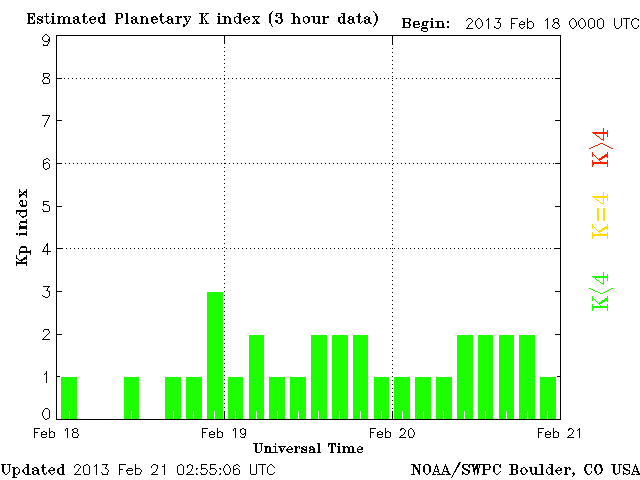 Estimated Planetary K index (3 hour data) Begin: 2013 Feb 18 0000 UTC
9
8
7
6
5
4
3
2
1
0
Kp index
K>4
K=4
K<4
Feb 18 Feb 19 Feb 20 Feb 21
Universal Time
Updated 2013 Feb 21 02:55:06 UTC NOAA/SWPC Boulder, CO USA